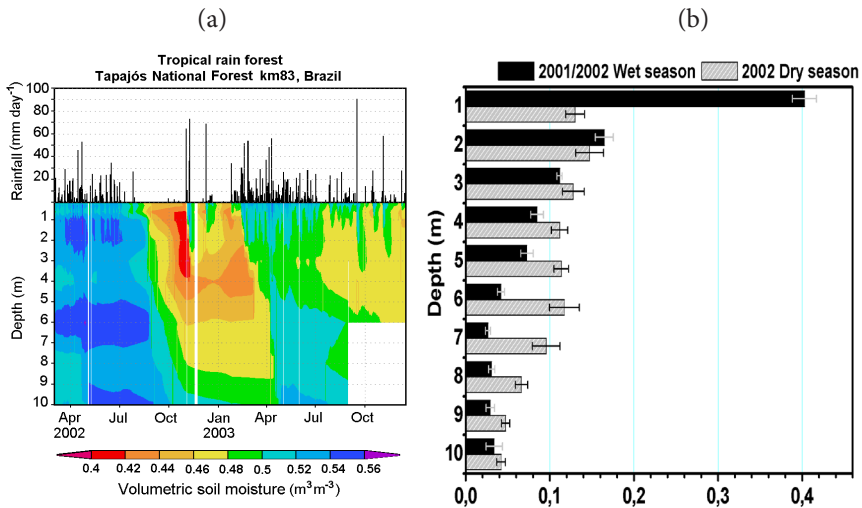 (a)
(b)
Tropical rain forest
Tapajós National Forest km83, Brazil
Rainfall (mm day-1)
100
80
60
40
20
Depth (m)
1
2
3
4
5
6
7
8
9
10
Apr
2002
Jul
Oct
Jan
2003
Apr
Jul
Oct
0.4
0.42
0.44
0.46
0.48
0.5
0.52
0.54
0.56
Volumetric soil moisture (m3m-3)
2001/2002 Wet season
2002 Dry season
Depth (m)
1
2
3
4
5
6
7
8
9
10
0,0
0,1
0,2
0,3
0,4